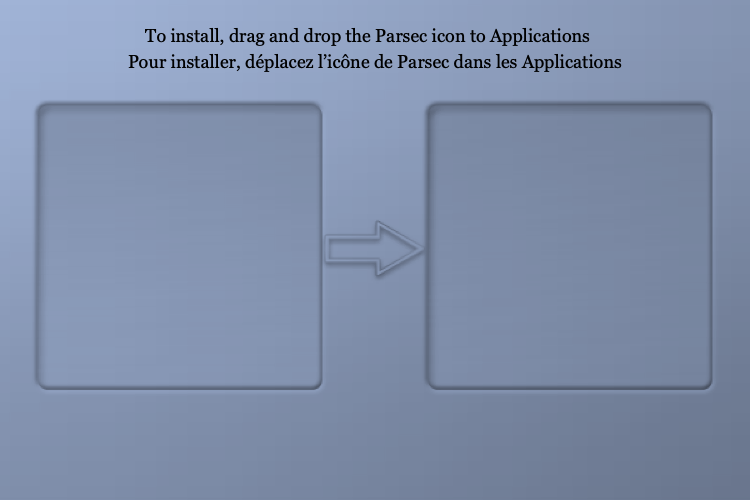 To install, drag and drop the Parsec icon to Applications
Pour installer, déplacez l’icône de Parsec dans les Applications